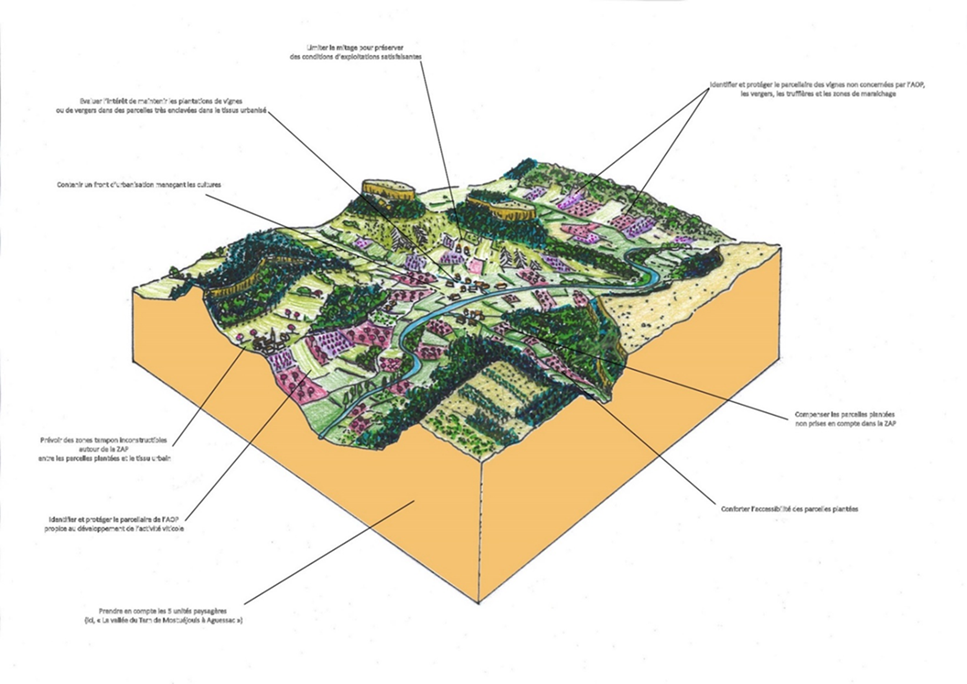 Limiter le mitage pour préserver
des conditions d'exploitations satisfaisantes
Identifier et protéger le parcellaire des vignes non concernées par l'AOP,
les vergers, les truffières et les zones de maraîchage
Evaluer l'intérêt de maintenir les plantations de vignes
ou de vergers dans des parcelles très enclavées dans le tissus urbanisé
Contenir un front d'urbanisation menaçant les cultures
Prévoir des zones tampon inconstructibles
autour de la ZAP
entre les parcelles plantées et le tissu urbain
Compenser les parcelles plantées
non prises en compte dans la ZAP
Identifier et protéger le parcellaire de l'AOP
propice au développement de l'activité viticole
Conforter l'accessibilité des parcelles plantées
Prendre en compte les 5 unités paysagères
(ici, « La vallée du Tarn de Mostuéjouls à Aguessac »)